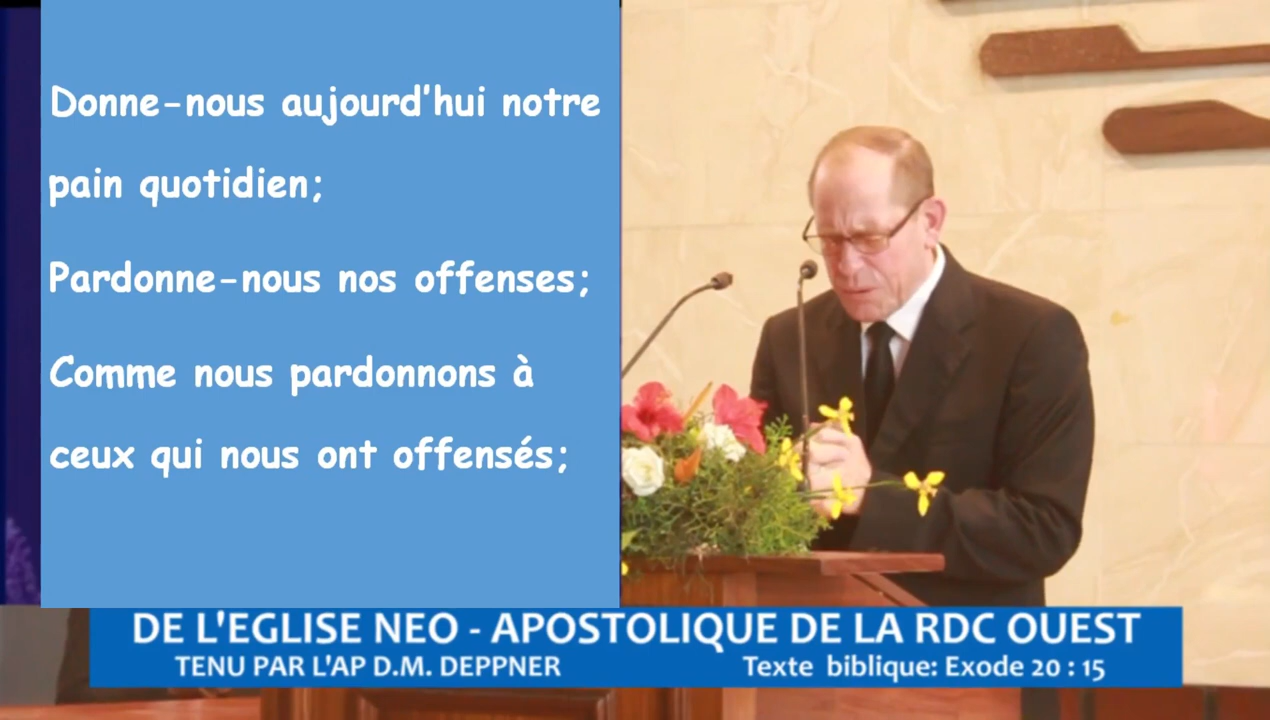 Donne-nous aujourd'hui notre
pain quotidien;
Pardonne-nous nos offenses;
Comme nous pardonnons à
ceux qui nous ont offensés;
DE L'EGLISE NEO - APOSTOLIQUE DE LA RDC OUEST
TENU PAR L'AP D.M. DEPPNER
Texte biblique: Exode 20 : 15